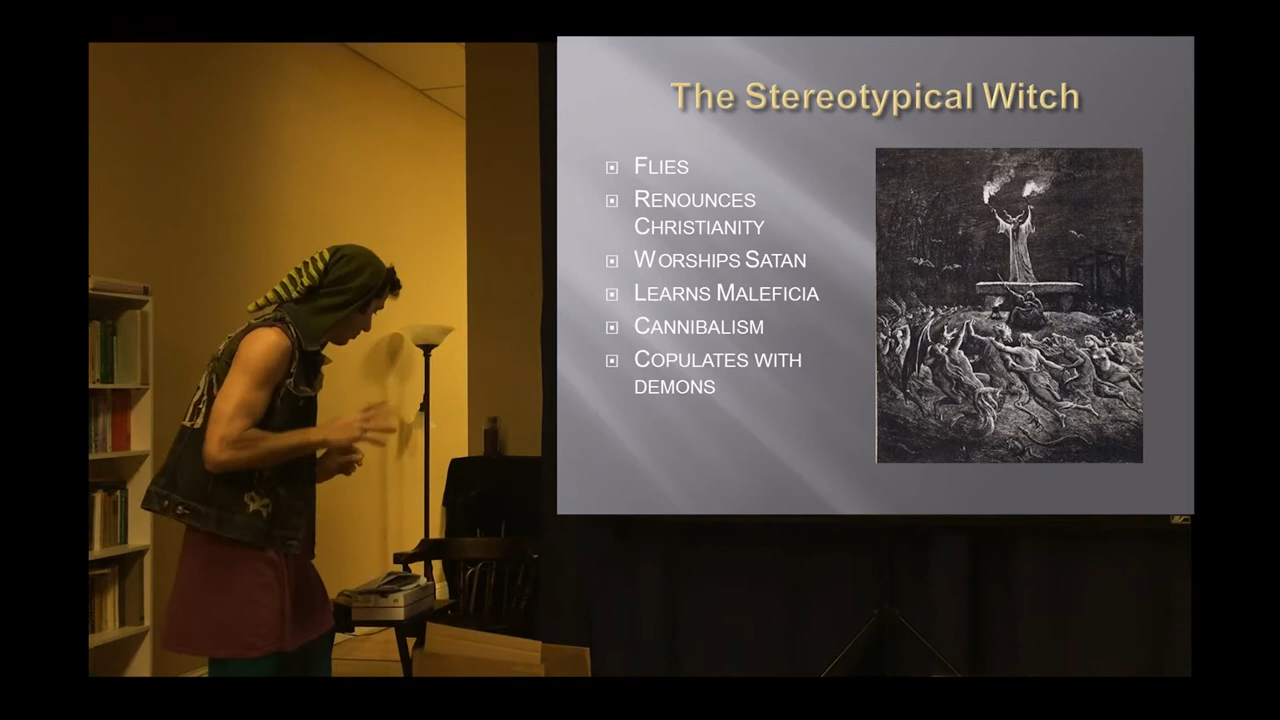 The Stereotypical Witch
FLIES
RENOUNCES
CHRISTIANITY
WORSHIPS SATAN
LEARNS MALEFICIA
CANNIBALISM
COPULATES WITH
DEMONS